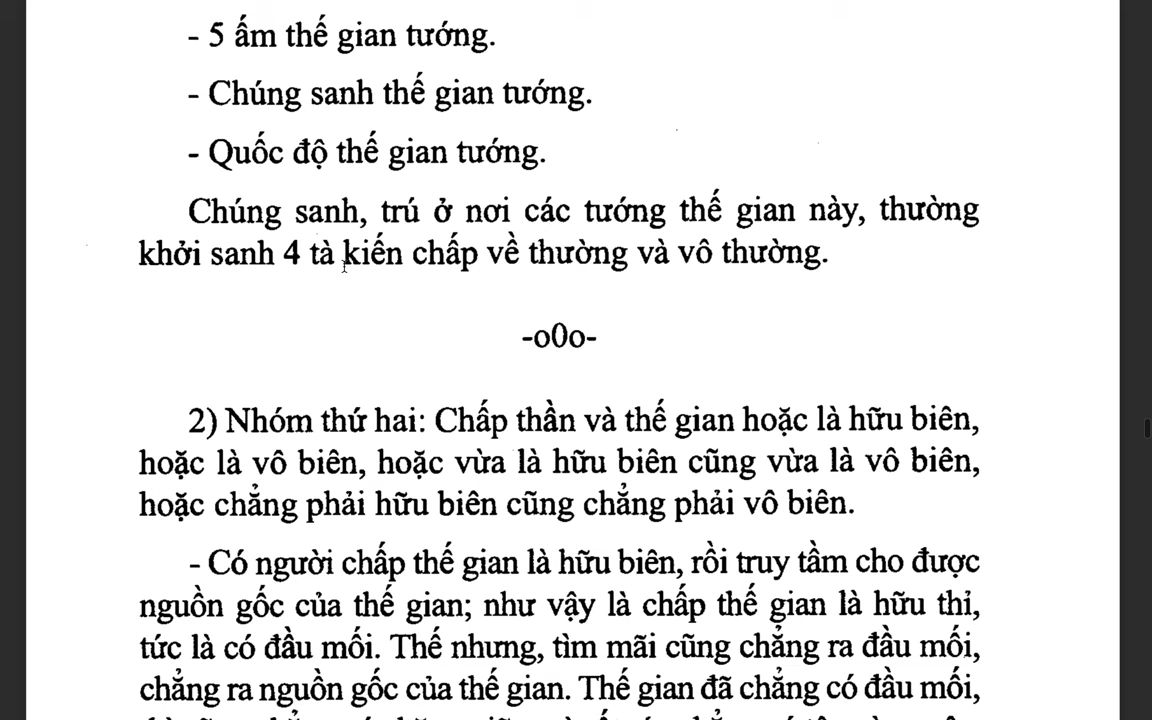 - 5 ấm thế gian tướng.
- Chúng sanh thế gian tướng.
- Quốc độ thế gian tướng.
Chúng sanh, trú ở nơi các tướng thế gian này, thường
khởi sanh 4 tà kiến chấp về thường và vô thường.
-o0o-
2) Nhóm thứ hai: Chấp thần và thế gian hoặc là hữu biên,
hoặc là vô biên, hoặc vừa là hữu biên cũng vừa là vô biên,
hoặc chẳng phải hữu biên cũng chẳng phải vô biên.
- Có người chấp thế gian là hữu biên, rồi truy tầm cho được
nguồn gốc của thế gian; như vậy là chấp thế gian là hữu thỉ,
tức là có đầu mối. Thế nhưng, tìm mãi cũng chẳng ra đầu mối,
chẳng ra nguồn gốc của thế gian. Thế gian đã chẳng có đầu mối,